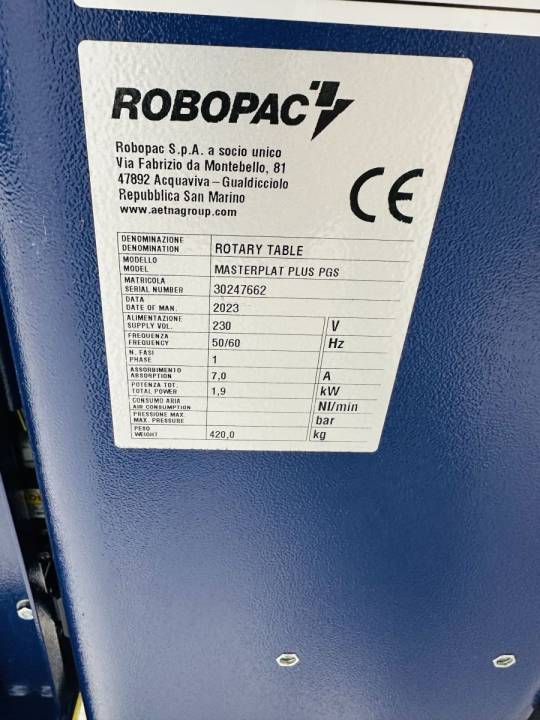 ROBOPAC
Robopac S.p.A. a socio unico
Via Fabrizio da Montebello, 81
47892 Acquaviva – Gualdicciolo
Repubblica San Marino
www.aetnagroup.com
CE
DENOMINAZIONE
DENOMINATION ROTARY TABLE
MODELLO
MODEL MASTERPLAT PLUS PGS
MATRICOLA
SERIAL NUMBER 30247662
DATA
DATE OF MAN. 2023
ALIMENTAZIONE
SUPPLY VOL. 230 V
FREQUENZA
FREQUENCY 50/60 Hz
N. FASI
PHASE 1
ASSORBIMENTO
ABSORPTION 7,0 A
POTENZA TOT.
TOTAL POWER 1,9 kW
CONSUMO ARIA
AIR CONSUMPTION Nl/min
PRESSIONE MAX.
MAX. PRESSURE bar
PESO
WEIGHT 420,0 kg